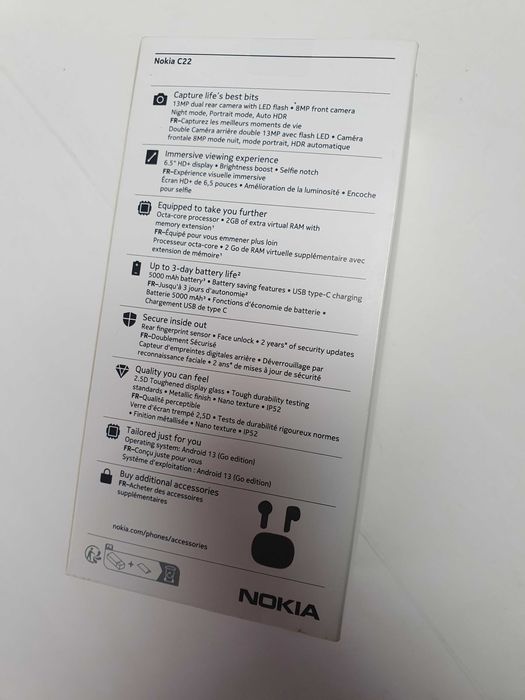 Nokia C22
Capture life's best bits
13MP dual rear camera with LED flash • 8MP front camera
Night mode, Portrait mode, Auto HDR
FR–Capturez les meilleurs moments de vie
Double Caméra arrière double 13MP avec flash LED • Caméra
frontale 8MP mode nuit, mode portrait, HDR automatique
Immersive viewing experience
6.5" HD+ display • Brightness boost • Selfie notch
FR–Expérience visuelle immersive
Écran HD+ de 6,5 pouces • Amélioration de la luminosité • Encoche
pour selfie
Equipped to take you further
Octa-core processor • 2GB of extra virtual RAM with
memory extension¹
FR–Équipé pour vous emmener plus loin
Processeur octa-core • 2 Go de RAM virtuelle supplémentaire avec
extension de mémoire¹
Up to 3-day battery life²
5000 mAh battery³ • Battery saving features • USB type-C charging
FR–Jusqu'à 3 jours d'autonomie²
Batterie 5000 mAh³ • Fonctions d'économie de batterie •
Chargement USB de type C
Secure inside out
Rear fingerprint sensor • Face unlock • 2 years⁴ of security updates
FR–Doublement Sécurisé
Capteur d'empreintes digitales arrière • Déverrouillage par
reconnaissance faciale • 2 ans⁴ de mises à jour de sécurité
Quality you can feel
2.5D Toughened display glass • Tough durability testing
standards • Metallic finish • Nano texture • IP52
FR–Qualité perceptible
Verre d'écran trempé 2,5D • Tests de durabilité rigoureux normes
• Finition métallisée • Nano texture • IP52
Tailored just for you
Operating system: Android 13 (Go edition)
FR–Conçu juste pour vous
Système d'exploitation : Android 13 (Go edition)
Buy additional accessories
FR–Acheter des accessoires
supplémentaires
nokia.com/phones/accessories
NOKIA